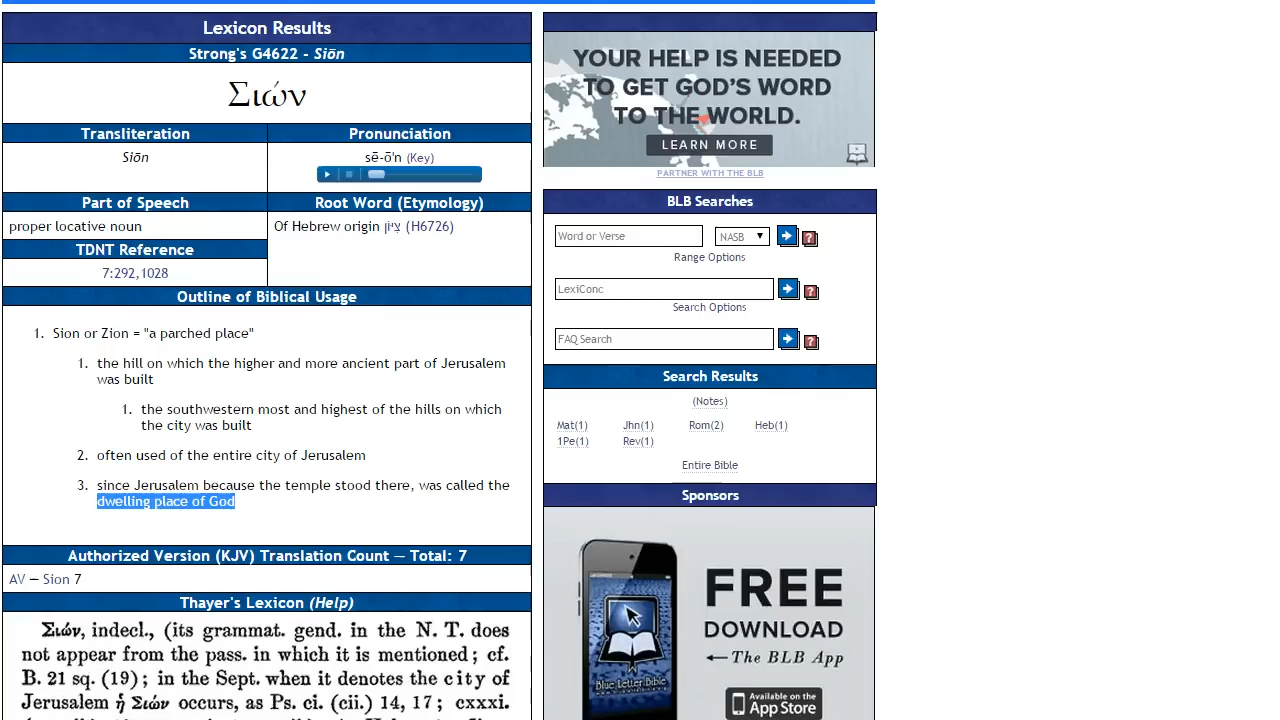 Lexicon Results
Strong's G4622 - Siōn
Σιών
Transliteration
Pronunciation
Siōn
sē-ō'n (Key)
Part of Speech
Root Word (Etymology)
proper locative noun
Of Hebrew origin צִיּוֹן (H6726)
TDNT Reference
7:292,1028
Outline of Biblical Usage
1. Sion or Zion = "a parched place"
1. the hill on which the higher and more ancient part of Jerusalem
was built
1. the southwestern most and highest of the hills on which
the city was built
2. often used of the entire city of Jerusalem
3. since Jerusalem because the temple stood there, was called the
dwelling place of God
Authorized Version (KJV) Translation Count — Total: 7
AV — Sion 7
Thayer's Lexicon (Help)
Σιών, indecl., (its grammat. gend. in the N. T. does
not appear from the pass. in which it is mentioned; cf.
B. 21 sq. (19); in the Sept. when it denotes the city of
Jerusalem ἡ Σιών occurs, as Ps. ci. (cii.) 14, 17; cxxxi.
YOUR HELP IS NEEDED
TO GET GOD'S WORD
TO THE WORLD.
LEARN MORE
PARTNER WITH THE BLB
BLB Searches
Word or Verse
NASB
Range Options
LexiConc
Search Options
FAQ Search
Search Results
(Notes)
Mat(1) Jhn(1) Rom(2) Heb(1)
1Pe(1) Rev(1)
Entire Bible
Sponsors
FREE
DOWNLOAD
The BLB App
Blue Letter Bible
Available on the
App Store